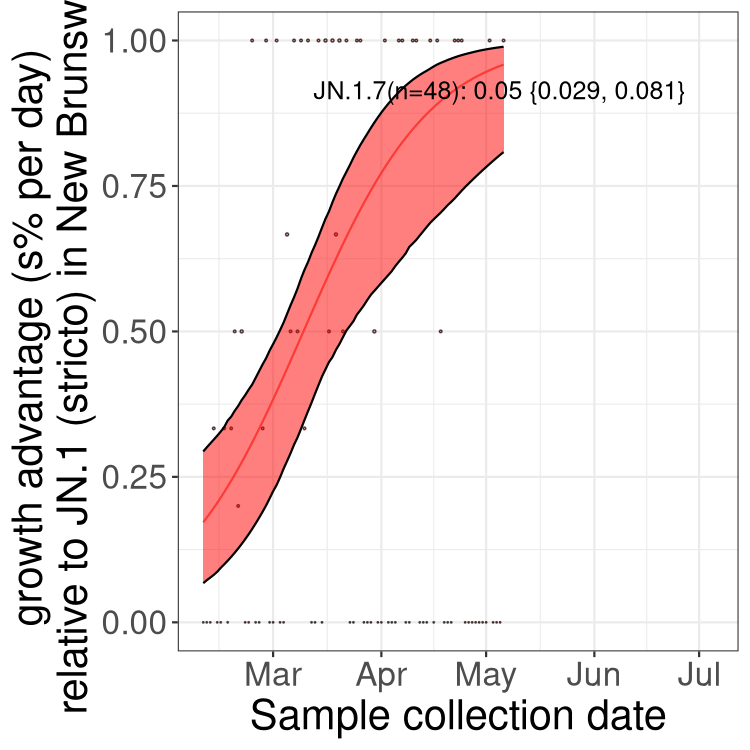 growth advantage (s% per day)
relative to JN.1 (stricto) in New Brunsw
1.00
0.75
0.50
0.25
0.00
JN.1.7(n=48): 0.05 {0.029, 0.081}
Mar Apr May Jun Jul
Sample collection date